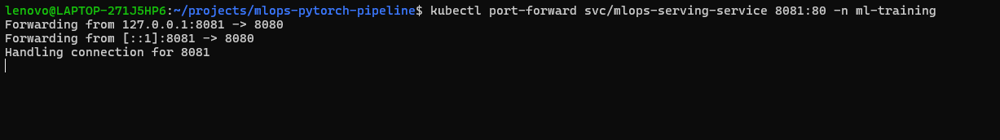 lenovo@LAPTOP-271J5HP6:~/projects/mlops-pytorch-pipeline$ kubectl port-forward svc/mlops-serving-service 8081:80 -n ml-training
Forwarding from 127.0.0.1:8081 -> 8080
Forwarding from [::1]:8081 -> 8080
Handling connection for 8081